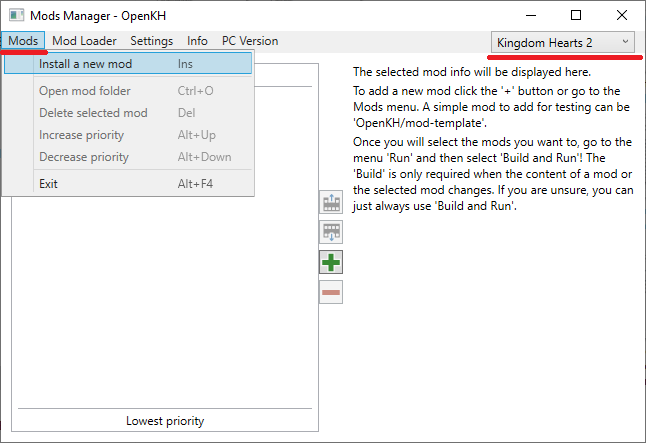 Mods Manager - OpenKH
Mods Mod Loader Settings Info PC Version
Kingdom Hearts 2
Install a new mod Ins
Open mod folder Ctrl+O
Delete selected mod Del
Increase priority Alt+Up
Decrease priority Alt+Down
Exit Alt+F4
The selected mod info will be displayed here.
To add a new mod click the '+' button or go to the
Mods menu. A simple mod to add for testing can be
'OpenKH/mod-template'.
Once you will select the mods you want, go to the
menu 'Run' and then select 'Build and Run'! The
'Build' is only required when the content of a mod or
the selected mod changes. If you are unsure, you can
just always use 'Build and Run'.
Lowest priority